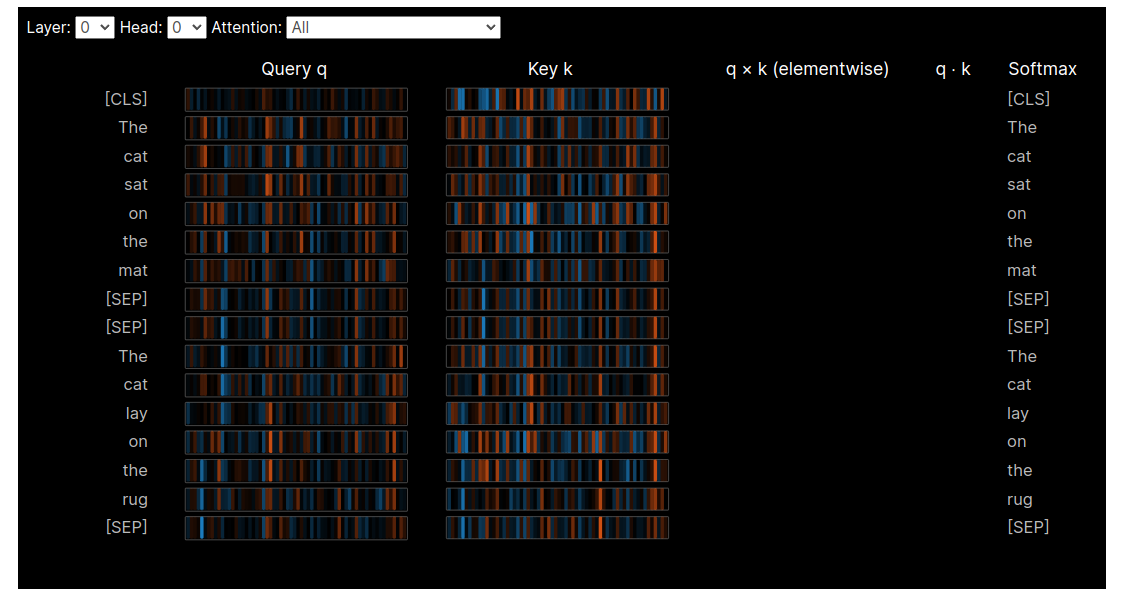 Layer: 0 Head: 0 Attention: All
Query q Key k q × k (elementwise) q · k Softmax
[CLS] [CLS]
The The
cat cat
sat sat
on on
the the
mat mat
[SEP] [SEP]
[SEP] [SEP]
The The
cat cat
lay lay
on on
the the
rug rug
[SEP] [SEP]